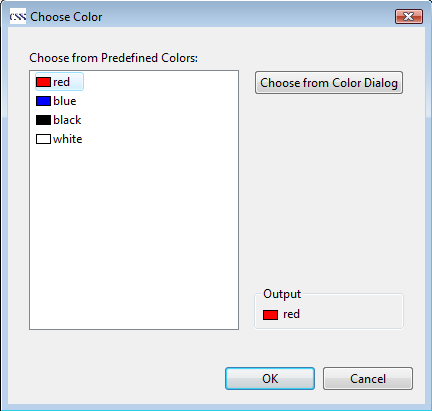 CSS Choose Color
Choose from Predefined Colors:
red
Choose from Color Dialog
blue
black
white
Output
red
OK
Cancel